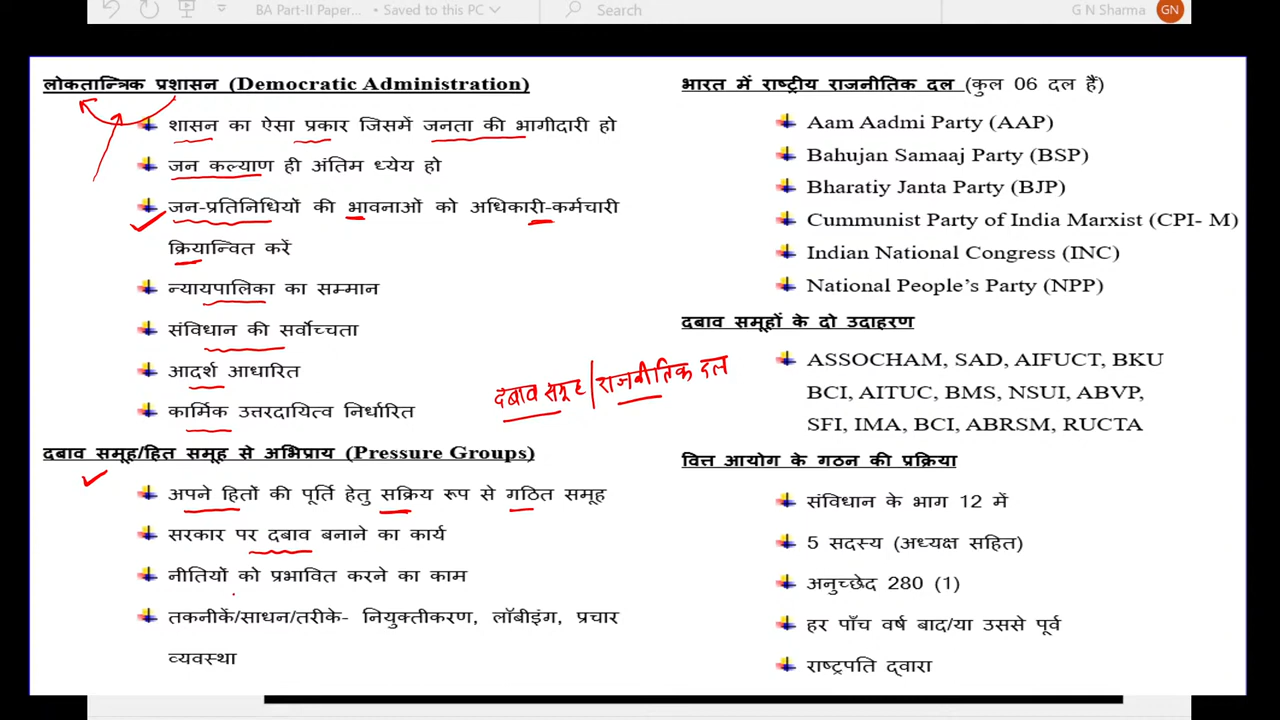 BA Part-II Paper... • Saved to this PC
Search
G N Sharma GN
लोकतान्त्रिक प्रशासन (Democratic Administration)
शासन का ऐसा प्रकार जिसमें जनता की भागीदारी हो
जन कल्याण ही अंतिम ध्येय हो
जन-प्रतिनिधियों की भावनाओं को अधिकारी-कर्मचारी
क्रियान्वित करें
न्यायपालिका का सम्मान
संविधान की सर्वोच्चता
आदर्श आधारित
कार्मिक उत्तरदायित्व निर्धारित
दबाव समूह/राजनीतिक दल
दबाव समूह/हित समूह से अभिप्राय (Pressure Groups)
अपने हितों की पूर्ति हेतु सक्रिय रूप से गठित समूह
सरकार पर दबाव बनाने का कार्य
नीतियों को प्रभावित करने का काम
तकनीकें/साधन/तरीके- नियुक्तीकरण, लॉबीइंग, प्रचार
व्यवस्था
भारत में राष्ट्रीय राजनीतिक दल (कुल 06 दल हैं)
Aam Aadmi Party (AAP)
Bahujan Samaaj Party (BSP)
Bharatiy Janta Party (BJP)
Cummunist Party of India Marxist (CPI- M)
Indian National Congress (INC)
National People’s Party (NPP)
दबाव समूहों के दो उदाहरण
ASSOCHAM, SAD, AIFUCT, BKU
BCI, AITUC, BMS, NSUI, ABVP,
SFI, IMA, BCI, ABRSM, RUCTA
वित्त आयोग के गठन की प्रक्रिया
संविधान के भाग 12 में
5 सदस्य (अध्यक्ष सहित)
अनुच्छेद 280 (1)
हर पाँच वर्ष बाद/या उससे पूर्व
राष्ट्रपति द्वारा